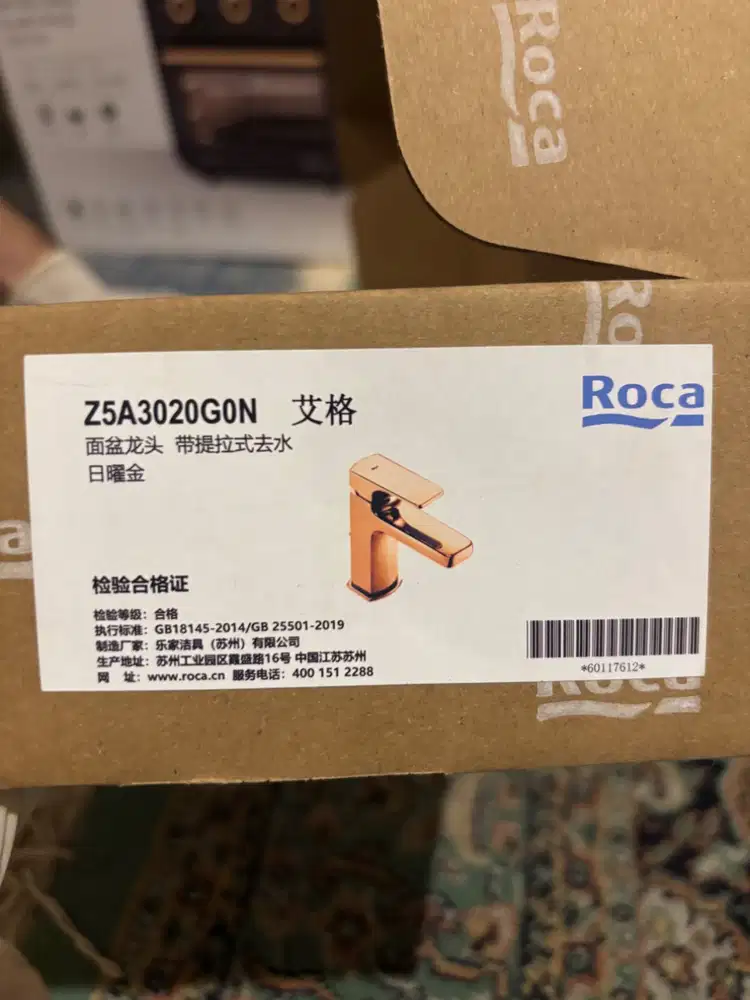 Roca
Roca
Z5A3020G0N 艾格
Roca
面盆龙头 带提拉式去水
日曜金
检验合格证
检验等级：合格
执行标准：GB18145-2014/GB 25501-2019
制造厂家：乐家洁具（苏州）有限公司
生产地址：苏州工业园区霞盛路16号 中国江苏苏州
网 址：www.roca.cn 服务电话：400 151 2288
*60117612*
Roca